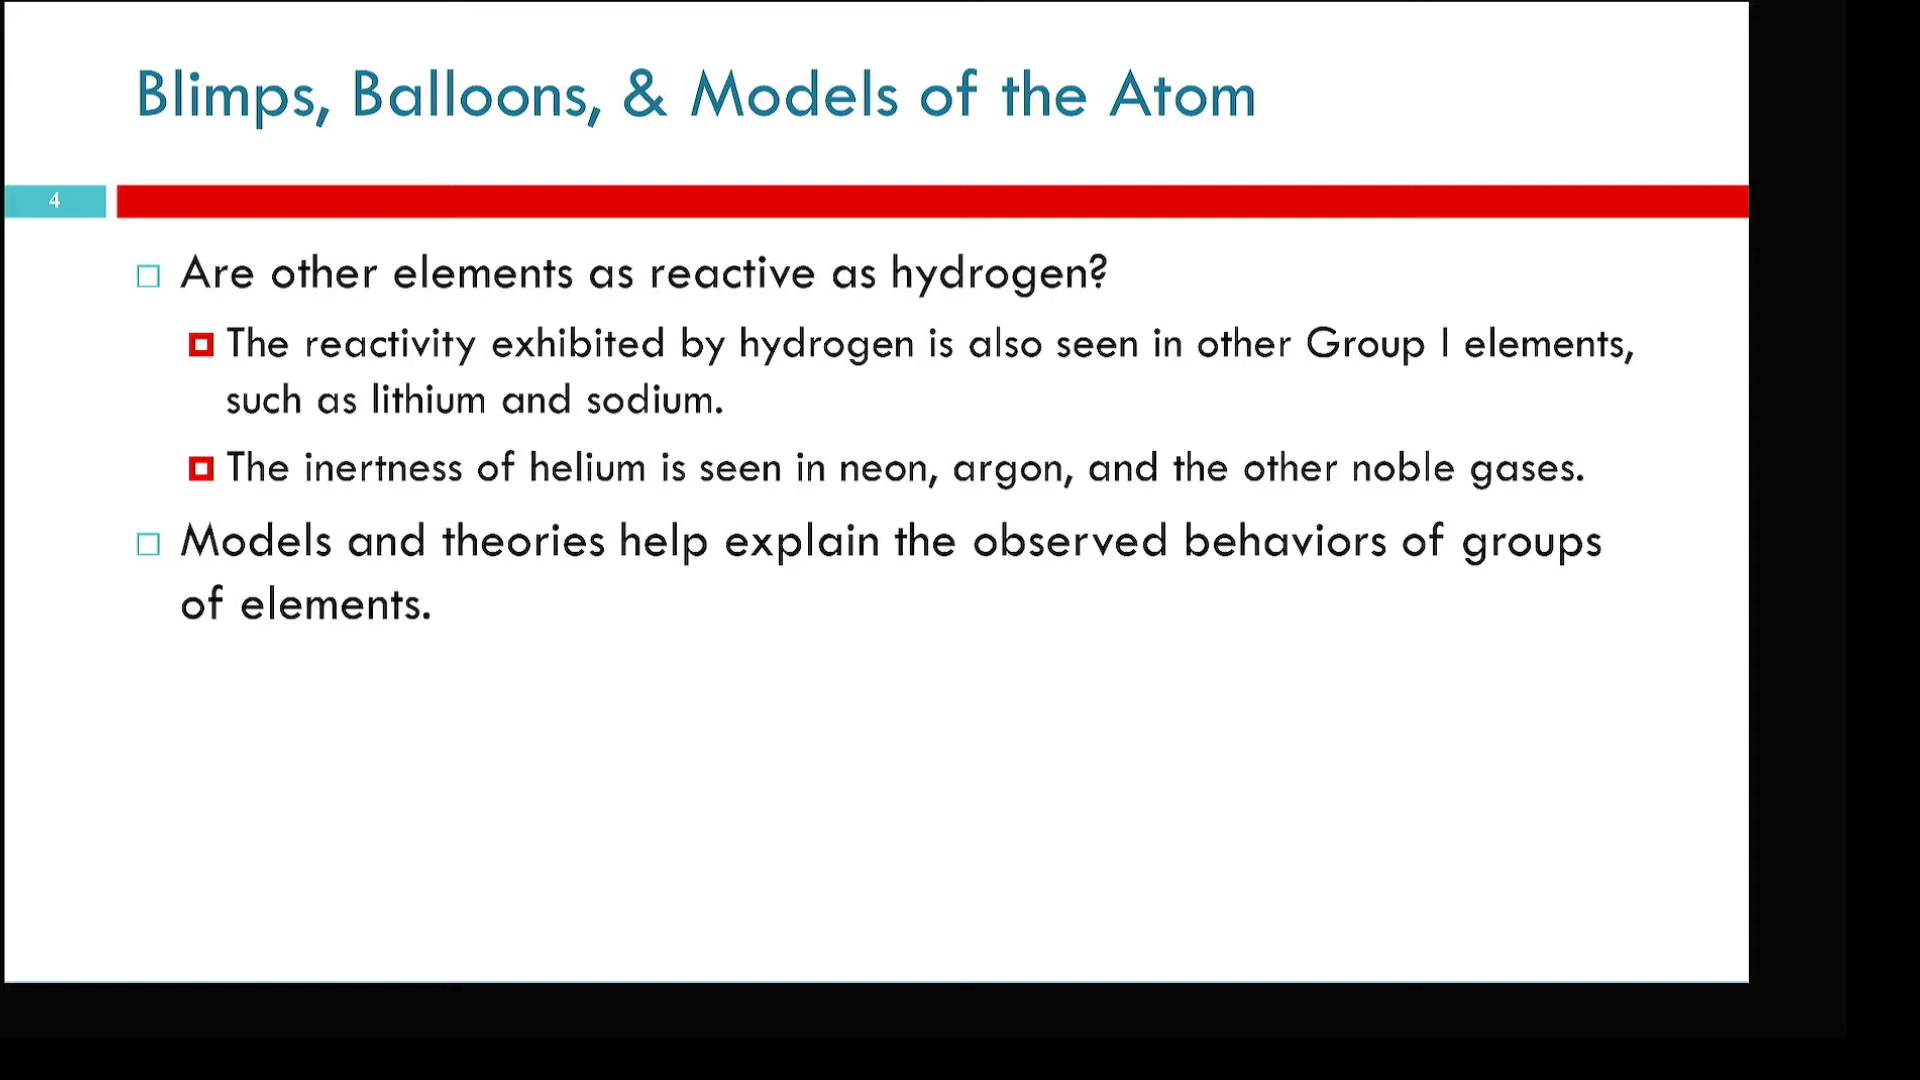 Blimps, Balloons, & Models of the Atom
4
Are other elements as reactive as hydrogen?
The reactivity exhibited by hydrogen is also seen in other Group I elements,
such as lithium and sodium.
The inertness of helium is seen in neon, argon, and the other noble gases.
Models and theories help explain the observed behaviors of groups
of elements.